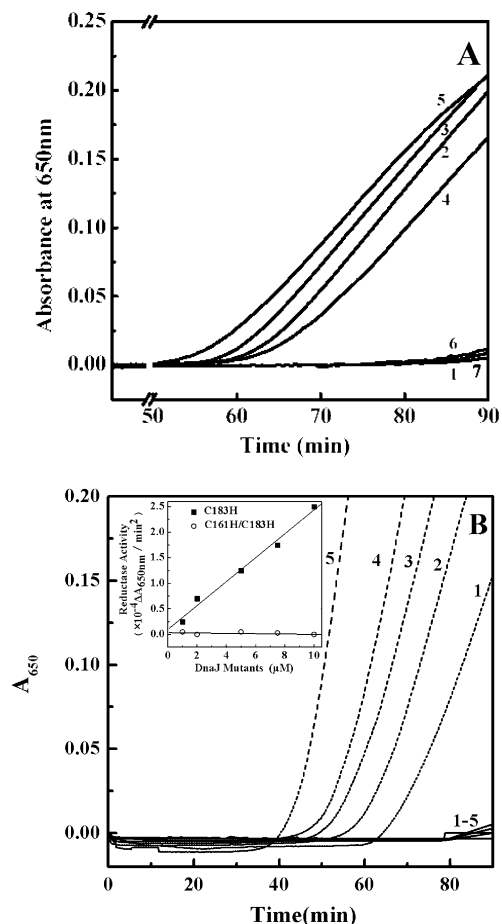 A
Absorbance at 650nm
0.25
0.20
0.15
0.10
0.05
0.00
5
3
2
4
6
1 7
50 60 70 80 90
Time (min)
B
A650
0.20
0.15
0.10
0.05
0.00
Reductase Activity
(×10-4ΔA650nm / min2)
2.5
2.0
1.5
1.0
0.5
0.0
C183H
C161H/C183H
0 2 4 6 8 10
DnaJ Mutants (μM)
5 4 3 2 1
1-5
0 20 40 60 80
Time(min)